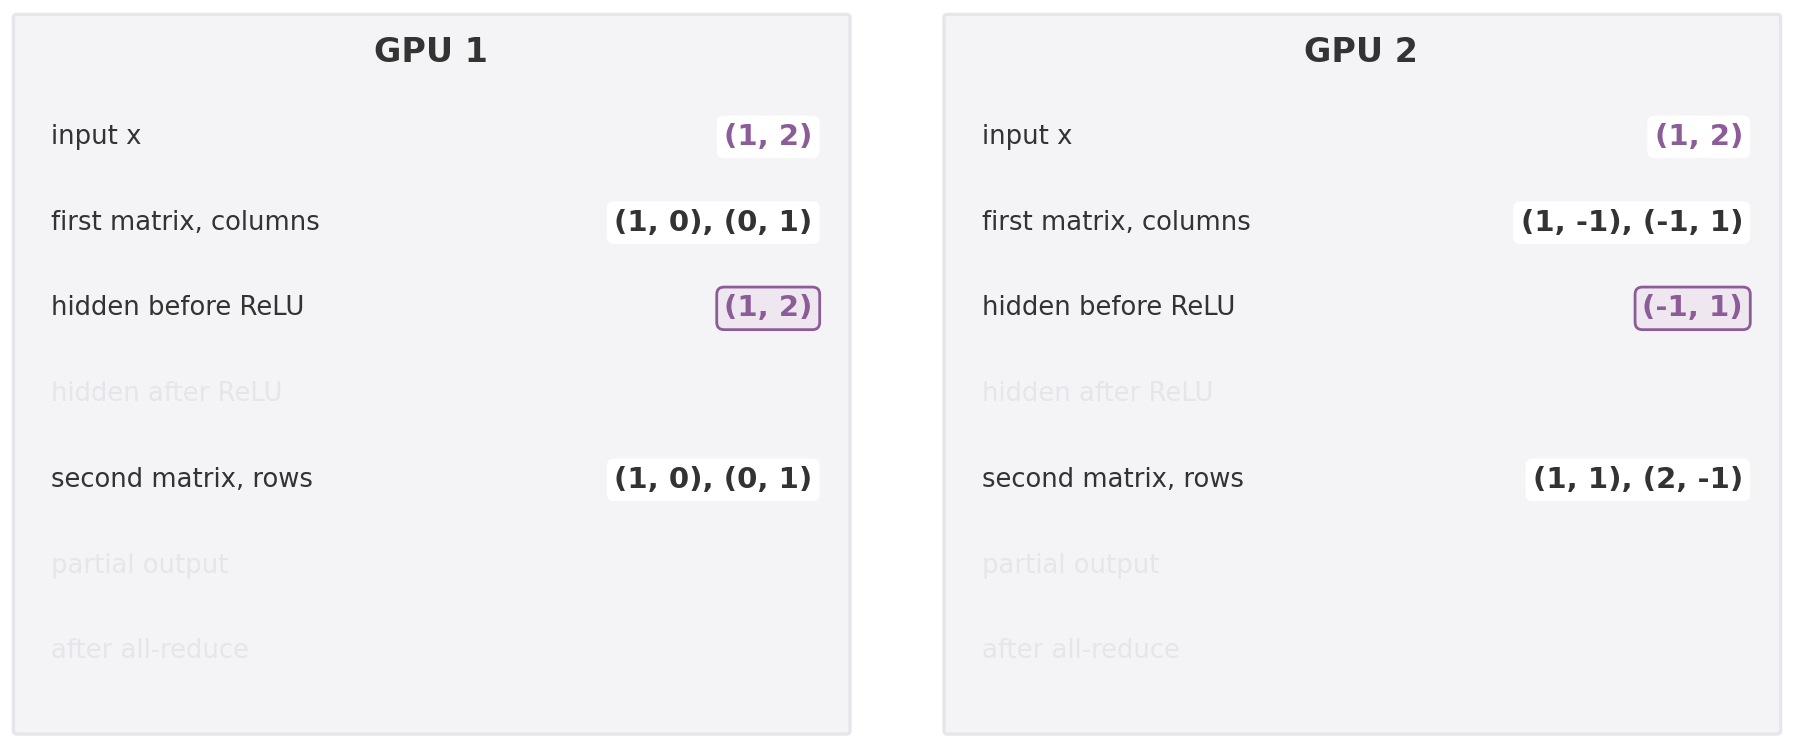 GPU 1
input x (1, 2)
first matrix, columns (1, 0), (0, 1)
hidden before ReLU (1, 2)
hidden after ReLU
second matrix, rows (1, 0), (0, 1)
partial output
after all-reduce
GPU 2
input x (1, 2)
first matrix, columns (1, -1), (-1, 1)
hidden before ReLU (-1, 1)
hidden after ReLU
second matrix, rows (1, 1), (2, -1)
partial output
after all-reduce